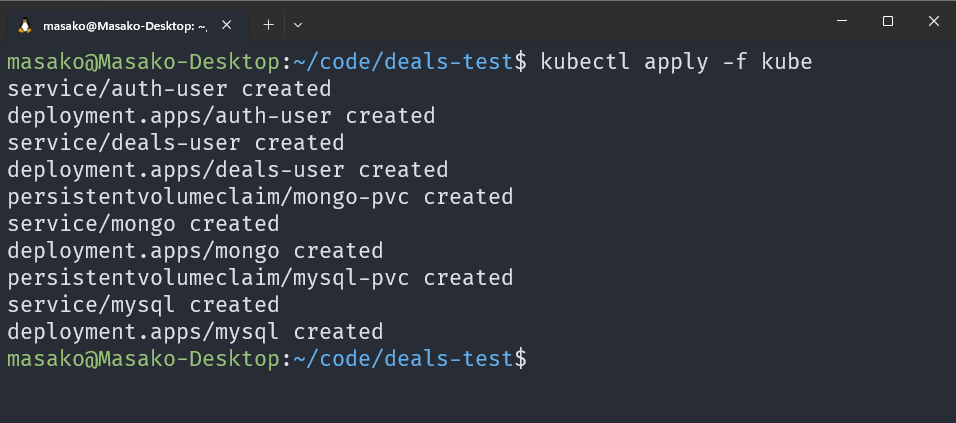 masako@Masako-Desktop: ~,
masako@Masako-Desktop:~/code/deals-test$ kubectl apply -f kube
service/auth-user created
deployment.apps/auth-user created
service/deals-user created
deployment.apps/deals-user created
persistentvolumeclaim/mongo-pvc created
service/mongo created
deployment.apps/mongo created
persistentvolumeclaim/mysql-pvc created
service/mysql created
deployment.apps/mysql created
masako@Masako-Desktop:~/code/deals-test$